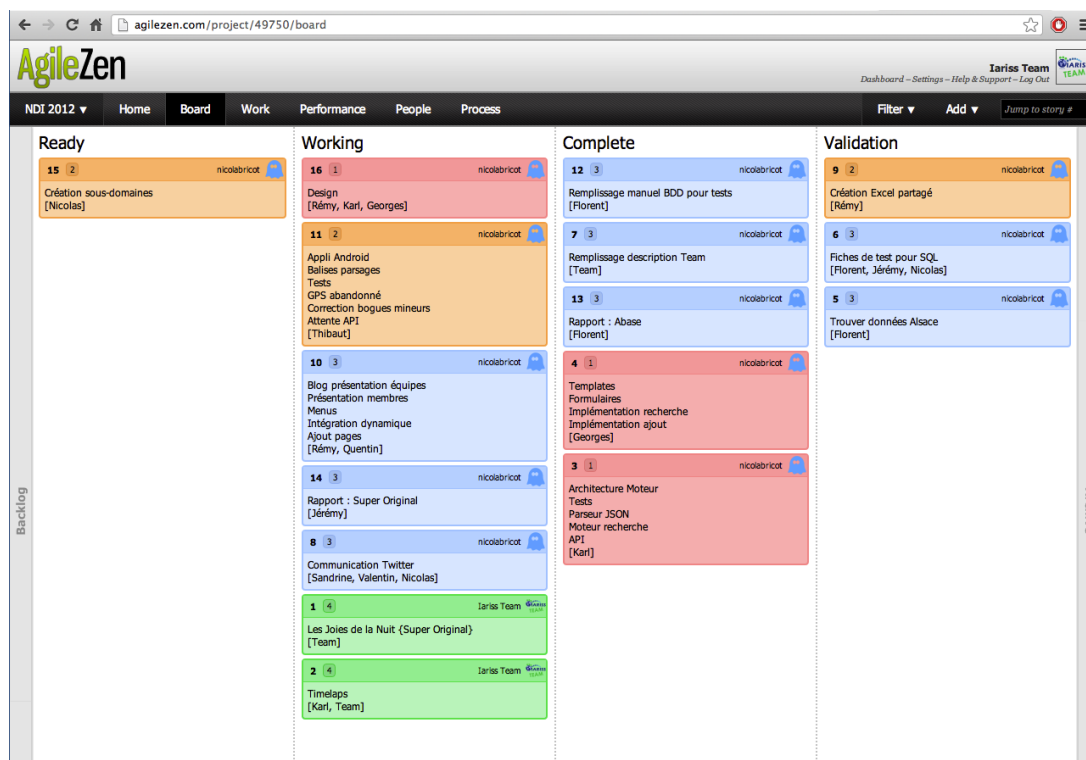 agilezen.com/project/49750/board
AgileZen
Iariss Team
Dashboard – Settings – Help & Support – Log Out
IARISS
TEAM
NDI 2012 ▾ Home Board Work Performance People Process Filter ▾ Add ▾ Jump to story #
Backlog
Ready
15 2 nicolabricot
Création sous-domaines
[Nicolas]
Working
16 1 nicolabricot
Design
[Rémy, Karl, Georges]
11 2 nicolabricot
Appli Android
Balises parsages
Tests
GPS abandonné
Correction bogues mineurs
Attente API
[Thibaut]
10 3 nicolabricot
Blog présentation équipes
Présentation membres
Menus
Intégration dynamique
Ajout pages
[Rémy, Quentin]
14 3 nicolabricot
Rapport : Super Original
[Jérémy]
8 3 nicolabricot
Communication Twitter
[Sandrine, Valentin, Nicolas]
1 4 Iariss Team
Les Joies de la Nuit {Super Original}
[Team]
2 4 Iariss Team
Timelaps
[Karl, Team]
Complete
12 3 nicolabricot
Remplissage manuel BDD pour tests
[Florent]
7 3 nicolabricot
Remplissage description Team
[Team]
13 3 nicolabricot
Rapport : Abase
[Florent]
4 1 nicolabricot
Templates
Formulaires
Implémentation recherche
Implémentation ajout
[Georges]
3 1 nicolabricot
Architecture Moteur
Tests
Parseur JSON
Moteur recherche
API
[Karl]
Validation
9 2 nicolabricot
Création Excel partagé
[Rémy]
6 3 nicolabricot
Fiches de test pour SQL
[Florent, Jérémy, Nicolas]
5 3 nicolabricot
Trouver données Alsace
[Florent]